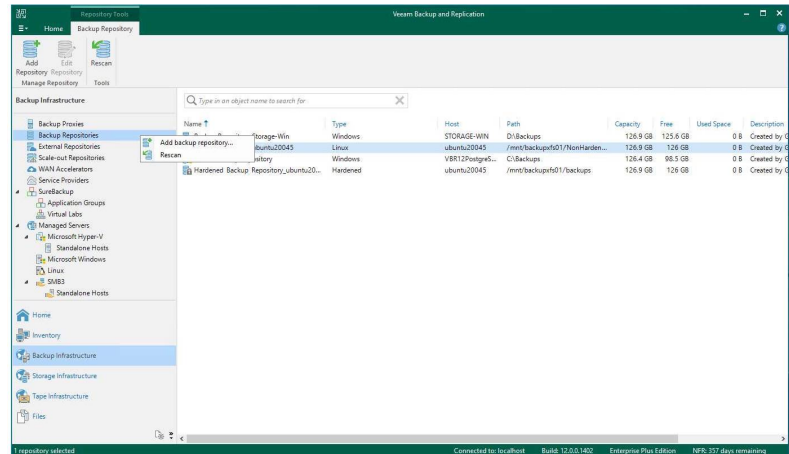 Repository Tools
Veeam Backup and Replication
Home Backup Repository
Add Repository
Edit Repository
Rescan
Manage Repository Tools
Backup Infrastructure
Type in an object name to search for
Backup Proxies
Backup Repositories
External Repositories
Scale-out Repositories
WAN Accelerators
Service Providers
SureBackup
Application Groups
Virtual Labs
Managed Servers
Microsoft Hyper-V
Standalone Hosts
Microsoft Windows
Linux
SMB3
Standalone Hosts
Home
Inventory
Backup Infrastructure
Storage Infrastructure
Tape Infrastructure
Files
Add backup repository...
Rescan
Name Type Host Path Capacity Free Used Space Description
Storage-Win Windows STORAGE-WIN D:\Backups 126.9 GB 125.6 GB 0 B Created by
Linux ubuntu20045 /mnt/backupxfs01/NonHarden... 126.9 GB 126 GB 0 B Created by
Windows VBR12PostgreS... C:\Backups 126.4 GB 98.5 GB 0 B Created by
Hardened Backup Repository_ubuntu20... Hardened ubuntu20045 /mnt/backupxfs01/backups 126.9 GB 126 GB 0 B Created by
1 repository selected
Connected to: localhost Build: 12.0.0.1402 Enterprise Plus Edition NFR: 357 days remaining